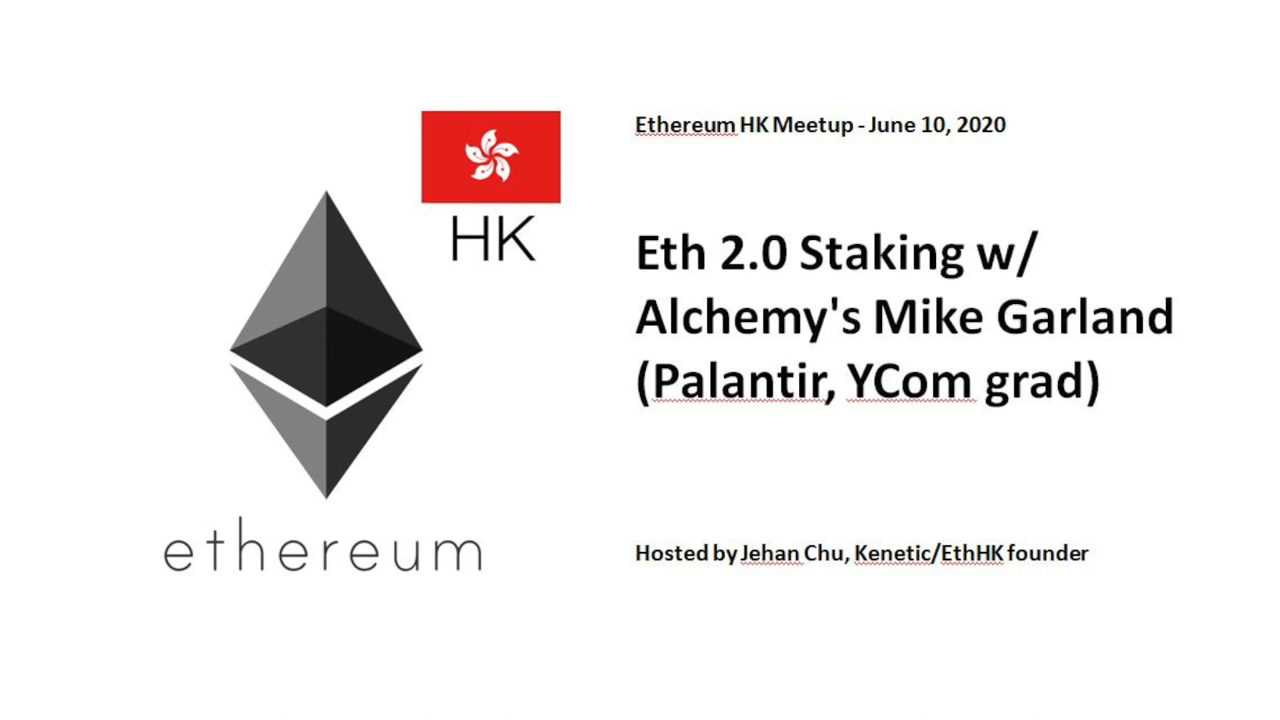 HK
ethereum
Ethereum HK Meetup - June 10, 2020
Eth 2.0 Staking w/
Alchemy's Mike Garland
(Palantir, YCom grad)
Hosted by Jehan Chu, Kenetic/EthHK founder